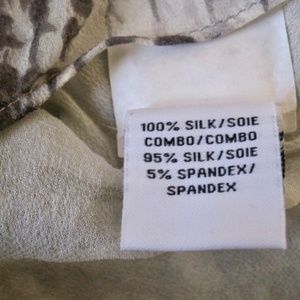 100% SILK/SOIE
COMBO/COMBO
95% SILK/SOIE
5% SPANDEX/
SPANDEX